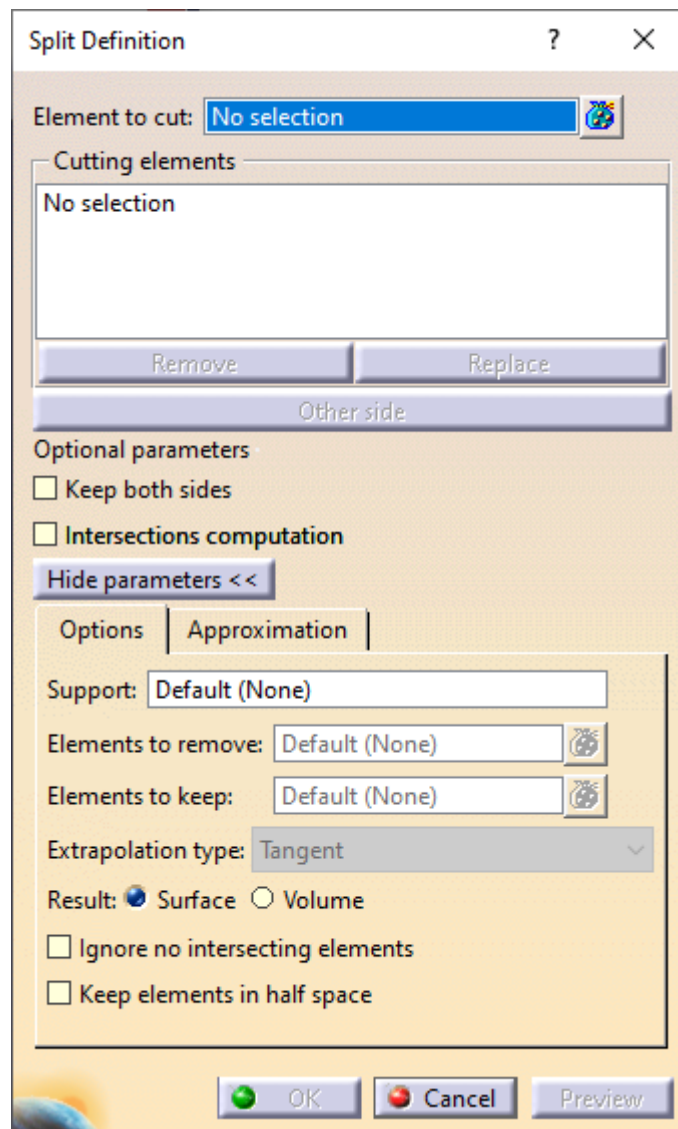 Split Definition ? ×
Element to cut: No selection
Cutting elements
No selection
Remove Replace
Other side
Optional parameters
Keep both sides
Intersections computation
Hide parameters <<
Options Approximation
Support: Default (None)
Elements to remove: Default (None)
Elements to keep: Default (None)
Extrapolation type: Tangent
Result: Surface Volume
Ignore no intersecting elements
Keep elements in half space
OK Cancel Preview